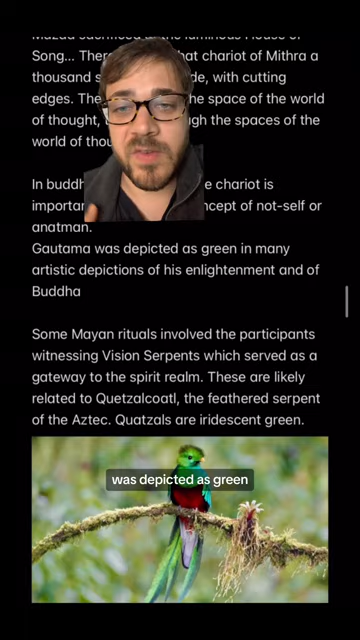 Mazda sacrificed to the luminous House of
Song... hat chariot of Mithra a
thousand s de, with cutting
edges. The the space of the world
of thought, gh the spaces of the
world of thou
In buddh e chariot is
importan ncept of not-self or
anatman.
Gautama was depicted as green in many
artistic depictions of his enlightenment and of
Buddha
Some Mayan rituals involved the participants
witnessing Vision Serpents which served as a
gateway to the spirit realm. These are likely
related to Quetzalcoatl, the feathered serpent
of the Aztec. Quatzals are iridescent green.
was depicted as green